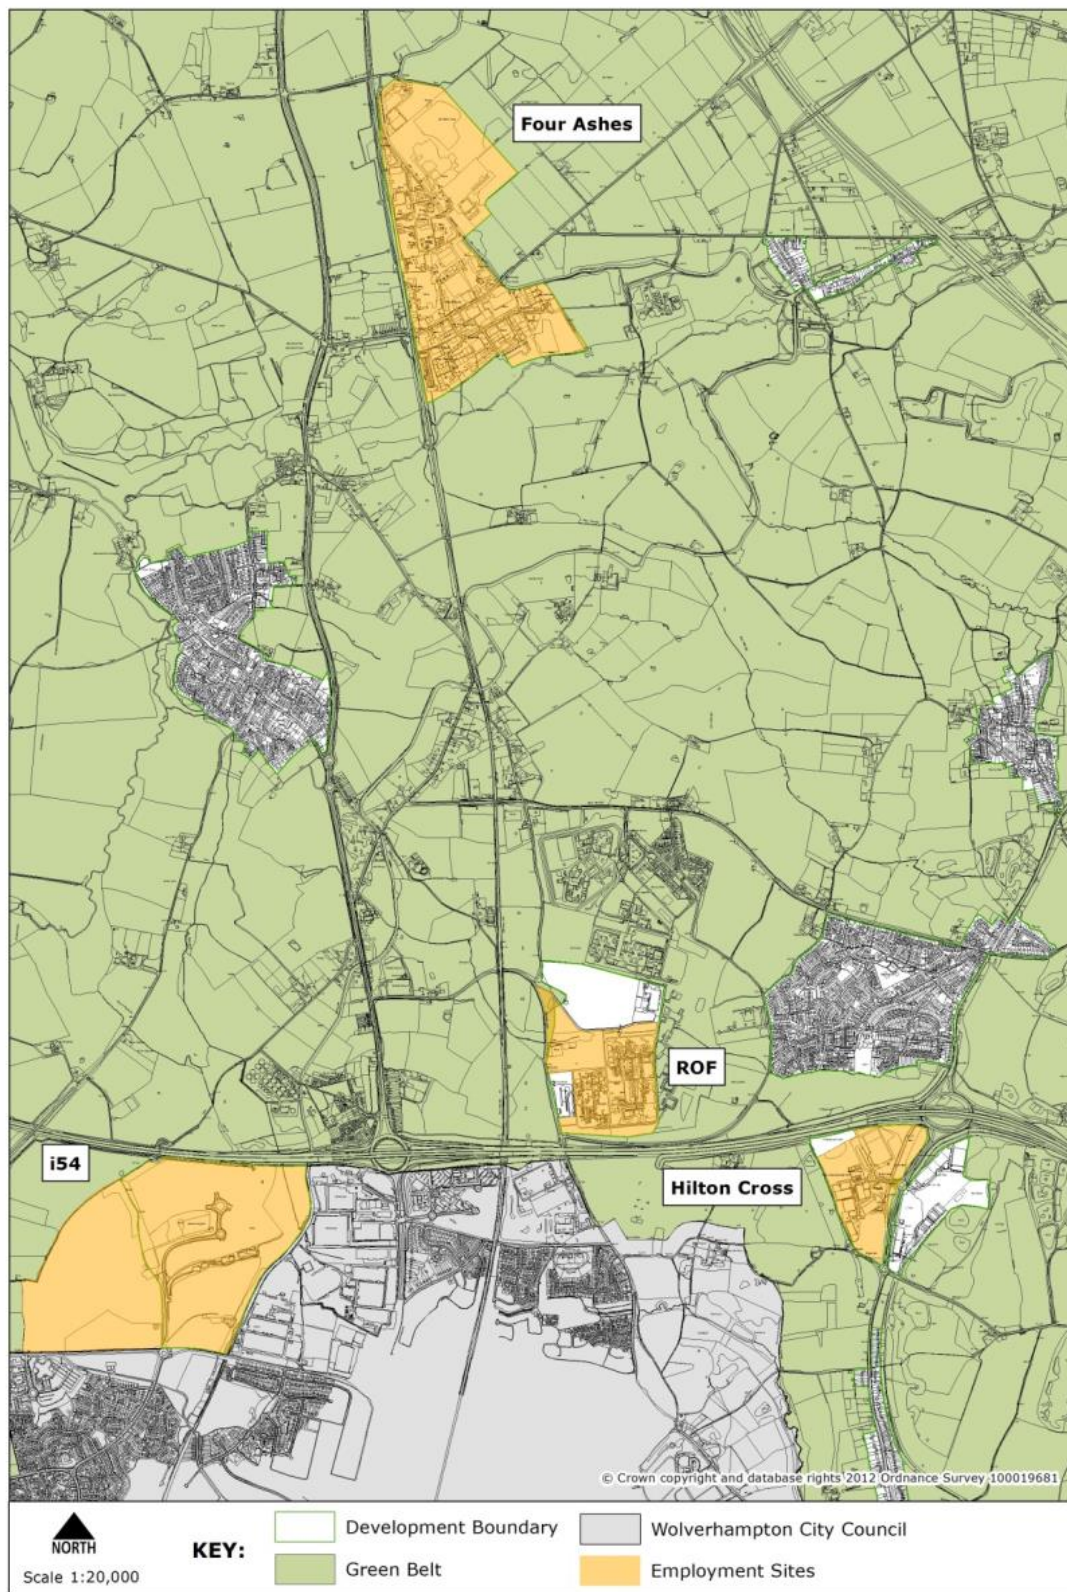 Four Ashes
ROF
i54
Hilton Cross
© Crown copyright and database rights 2012 Ordnance Survey 100019681
NORTH
Scale 1:20,000
KEY:
Development Boundary
Green Belt
Wolverhampton City Council
Employment Sites